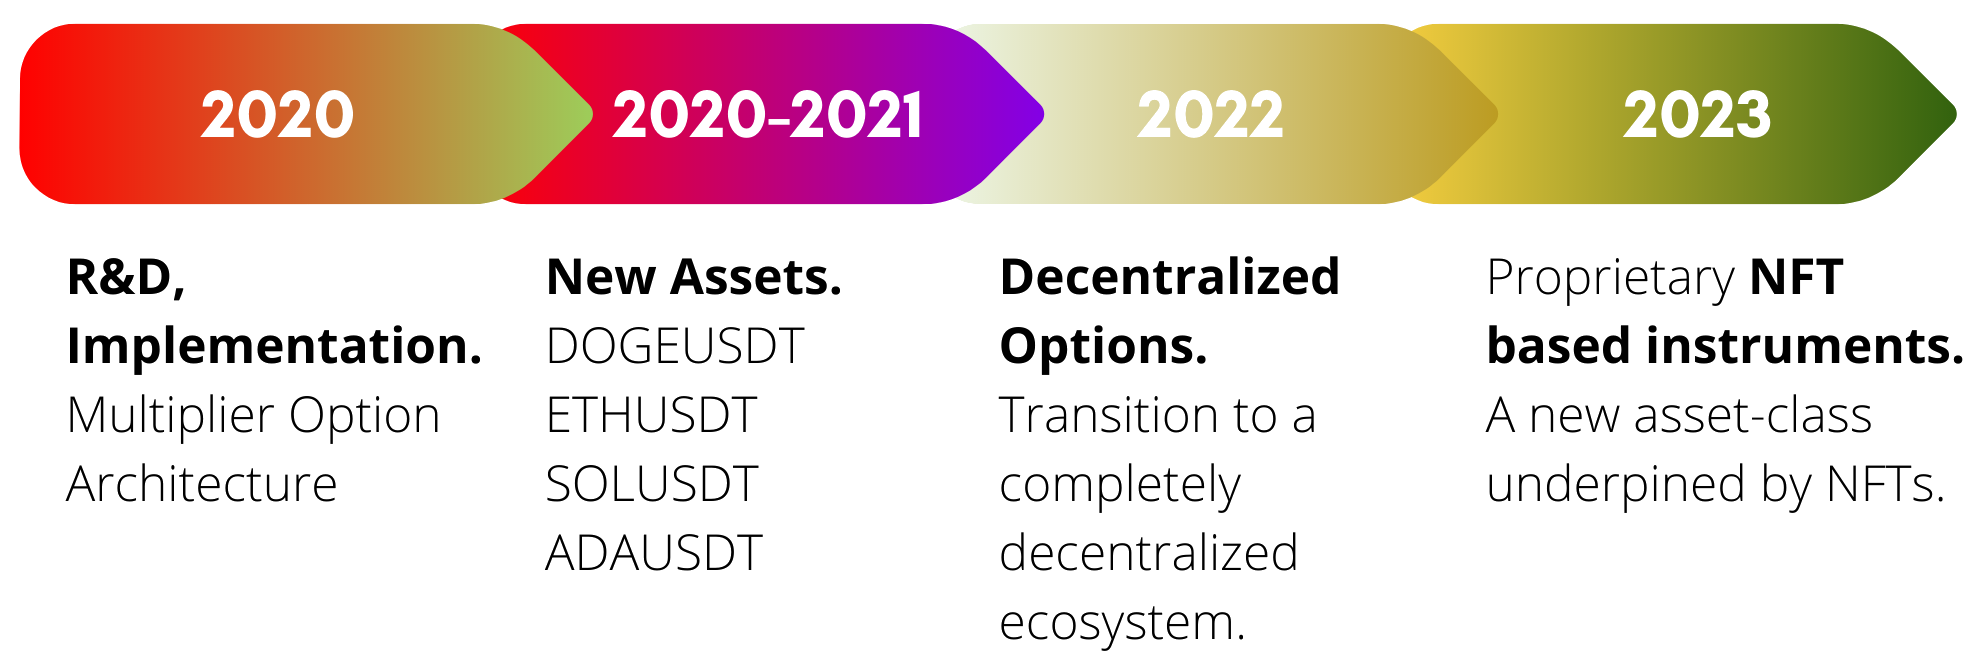 2020
2020-2021
2022
2023
R&D,
Implementation.
Multiplier Option
Architecture
New Assets.
DOGEUSDT
ETHUSDT
SOLUSDT
ADAUSDT
Decentralized
Options.
Transition to a
completely
decentralized
ecosystem.
Proprietary NFT
based instruments.
A new asset-class
underpined by NFTs.